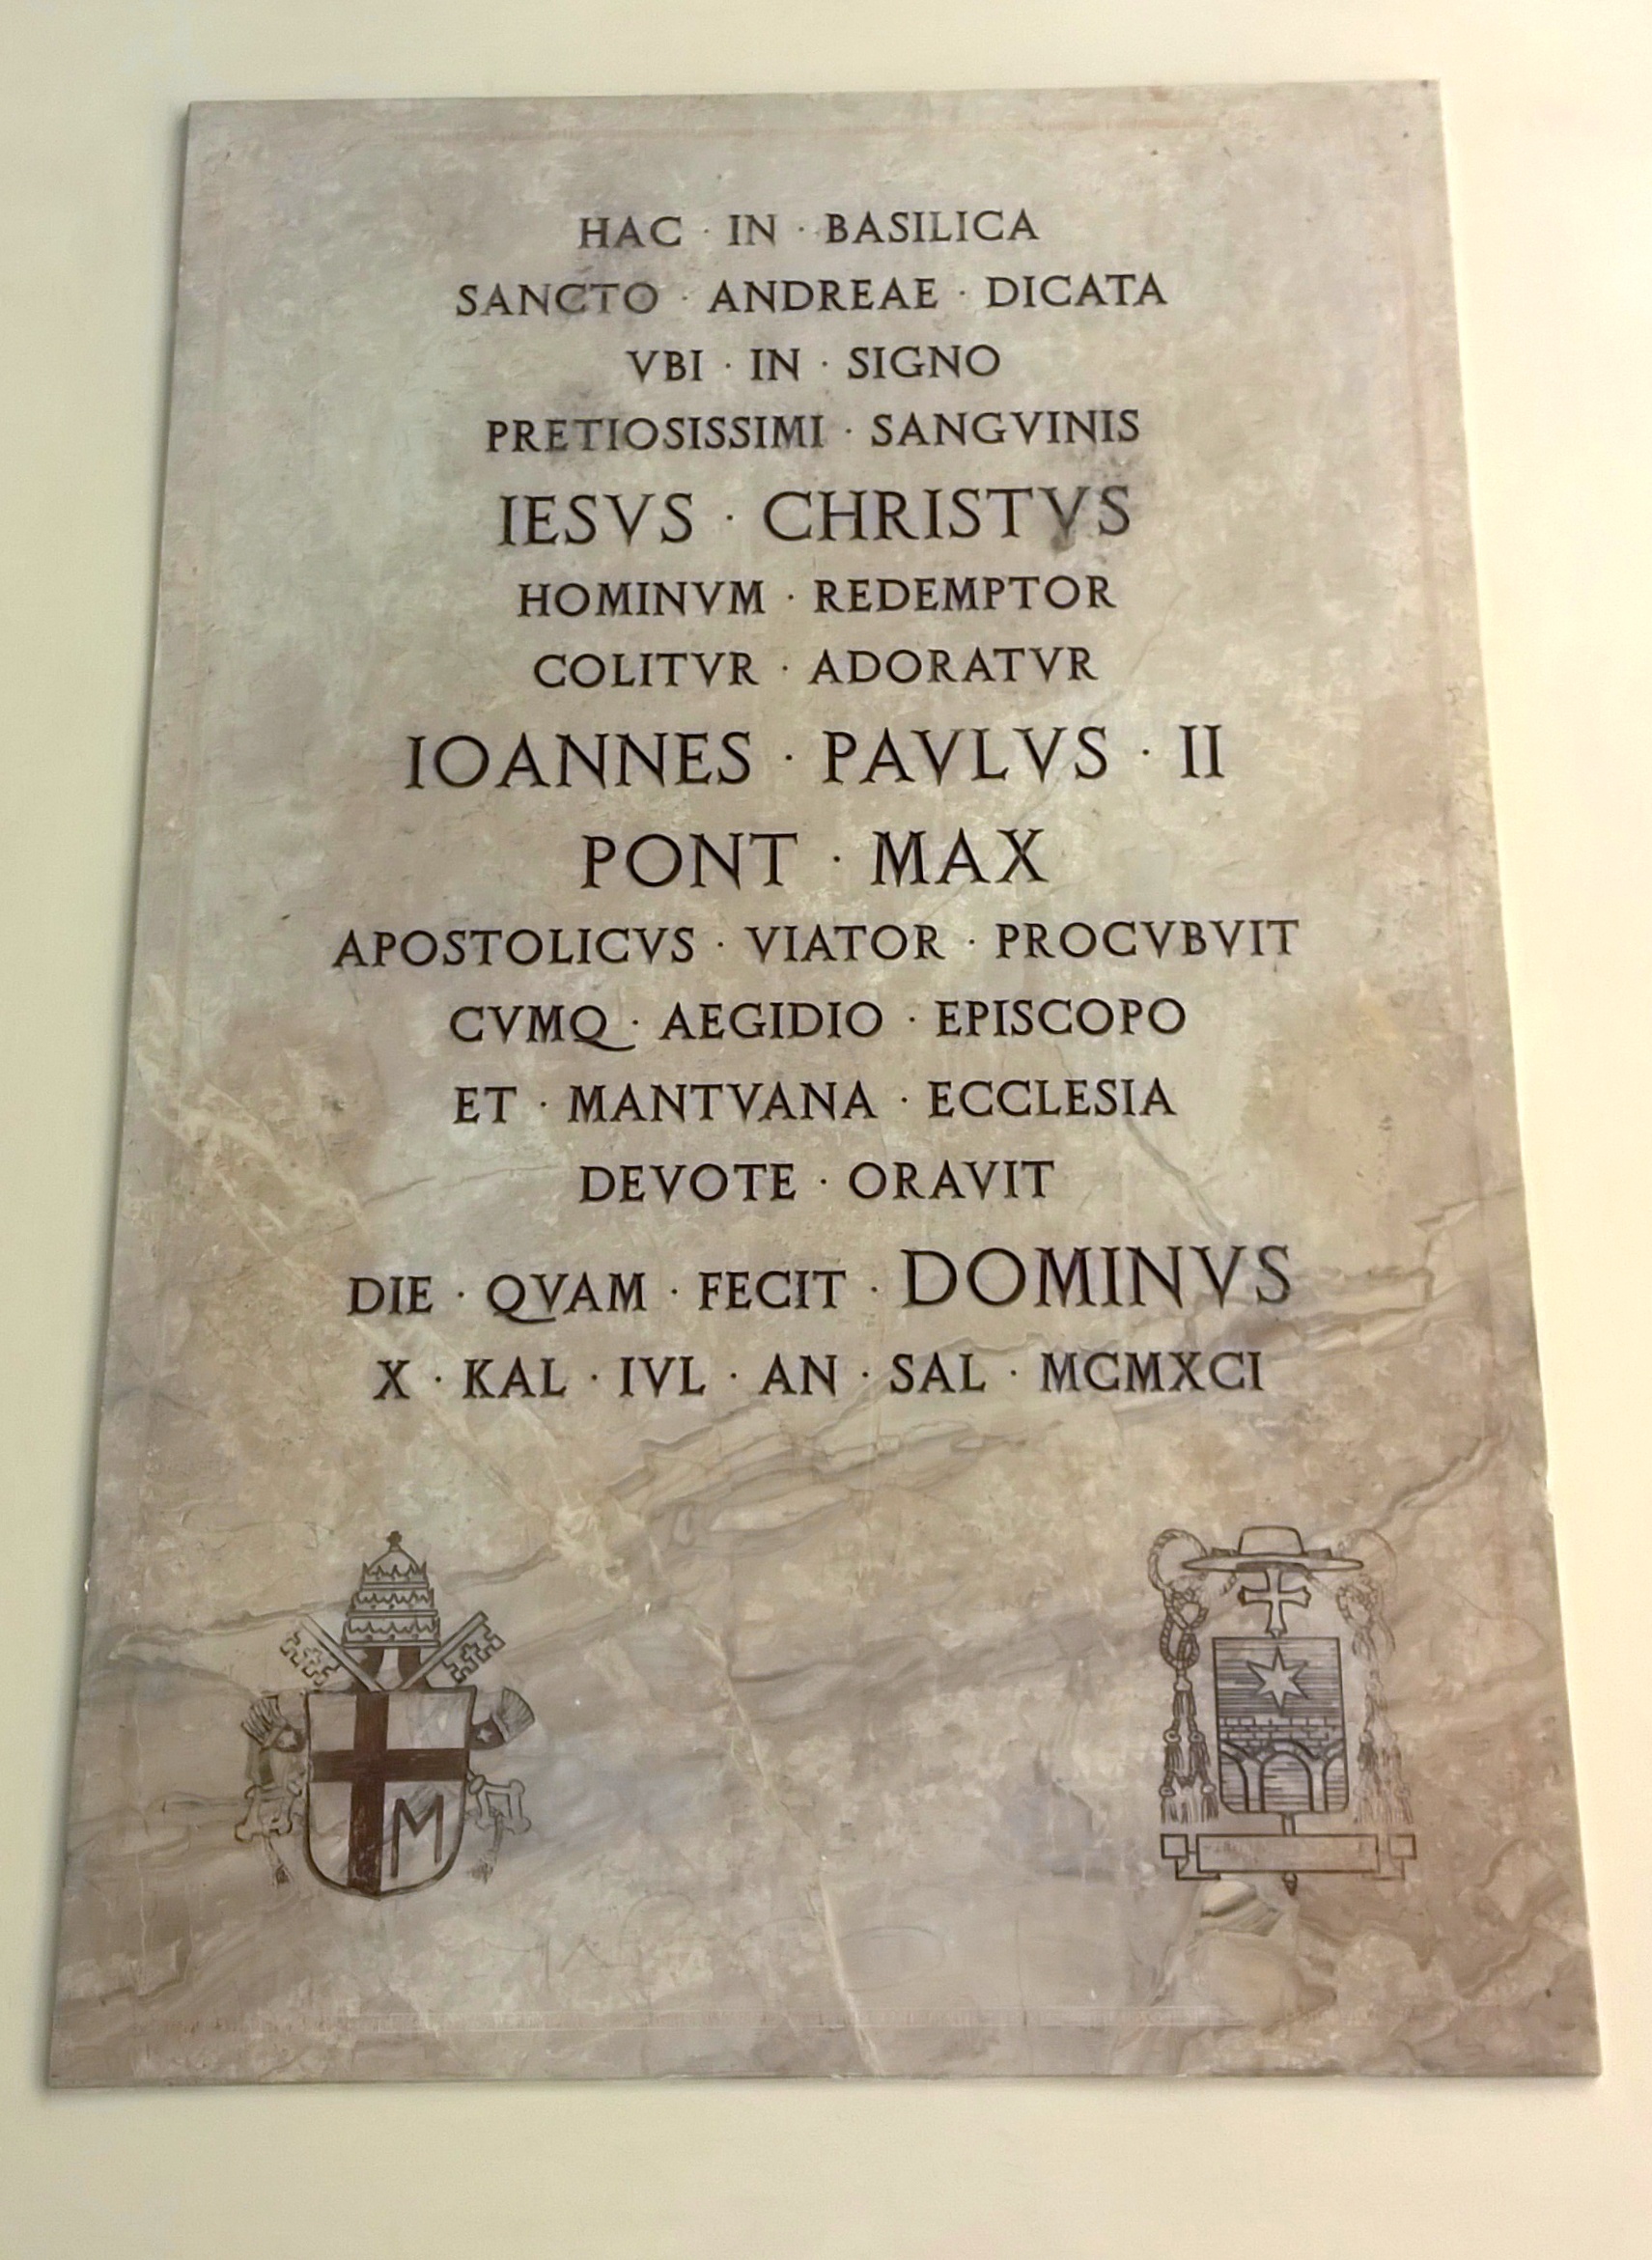 HAC · IN · BASILICA
SANCTO · ANDREAE · DICATA
VBI · IN · SIGNO
PRETIOSISSIMI · SANGVINIS
IESVS · CHRISTVS
HOMINVM · REDEMPTOR
COLITVR · ADORATVR
IOANNES · PAVLVS · II
PONT · MAX
APOSTOLICVS · VIATOR · PROCVBVIT
CVMQ · AEGIDIO · EPISCOPO
ET · MANTVANA · ECCLESIA
DEVOTE · ORAVIT
DIE · QVAM · FECIT · DOMINVS
X · KAL · IVL · AN · SAL · MCMXCI
M